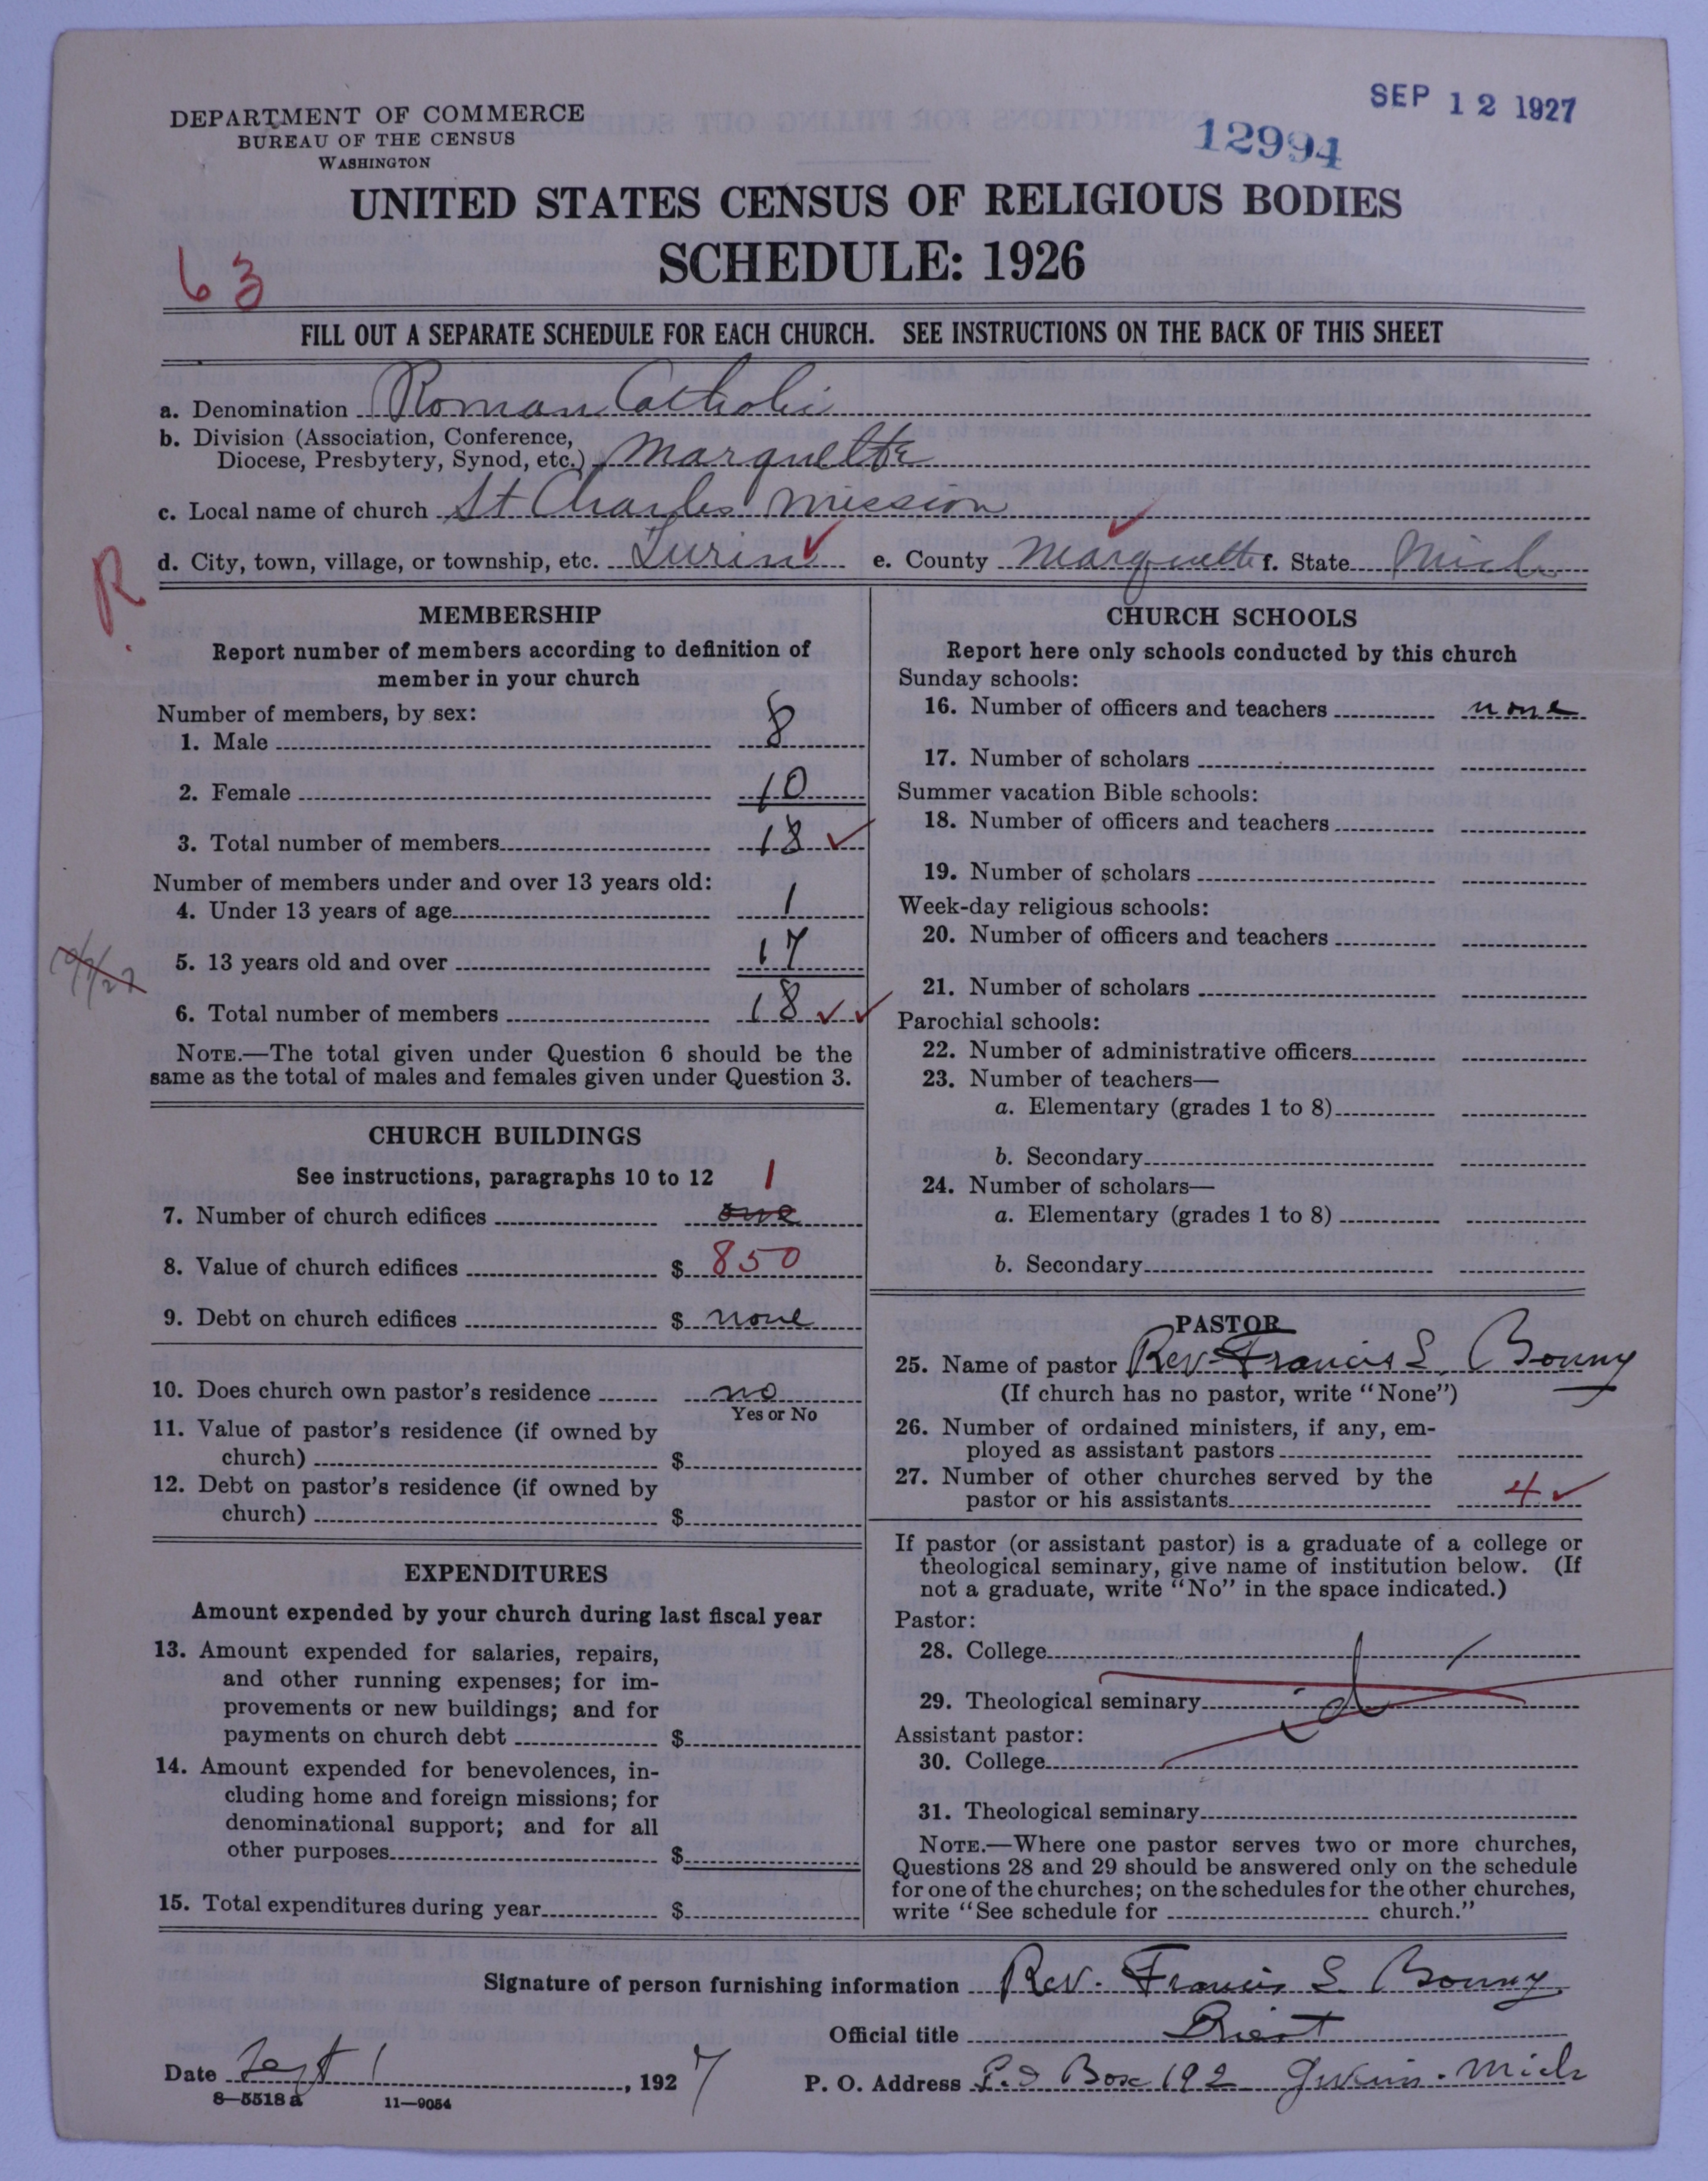 SEP 12 1927
12994
DEPARTMENT OF COMMERCE
BUREAU OF THE CENSUS
WASHINGTON
UNITED STATES CENSUS OF RELIGIOUS BODIES
SCHEDULE: 1926
63
FILL OUT A SEPARATE SCHEDULE FOR EACH CHURCH. SEE INSTRUCTIONS ON THE BACK OF THIS SHEET
a. Denomination Roman Catholic
b. Division (Association, Conference,
Diocese, Presbytery, Synod, etc.) Marquette
c. Local name of church St Charles Mission
d. City, town, village, or township, etc. Turin e. County Marquette f. State Mich
R
MEMBERSHIP
Report number of members according to definition of
member in your church
Number of members, by sex:
1. Male 8
2. Female 10
3. Total number of members 18
Number of members under and over 13 years old:
4. Under 13 years of age 1
5. 13 years old and over 17
6. Total number of members 18
NOTE.—The total given under Question 6 should be the
same as the total of males and females given under Question 3.
CHURCH BUILDINGS
See instructions, paragraphs 10 to 12 1
7. Number of church edifices one
8. Value of church edifices $ 850
9. Debt on church edifices $ none
10. Does church own pastor's residence no
Yes or No
11. Value of pastor's residence (if owned by
church) $
12. Debt on pastor's residence (if owned by
church) $
EXPENDITURES
Amount expended by your church during last fiscal year
13. Amount expended for salaries, repairs,
and other running expenses; for im-
provements or new buildings; and for
payments on church debt $
14. Amount expended for benevolences, in-
cluding home and foreign missions; for
denominational support; and for all
other purposes $
15. Total expenditures during year $
CHURCH SCHOOLS
Report here only schools conducted by this church
Sunday schools:
16. Number of officers and teachers none
17. Number of scholars
Summer vacation Bible schools:
18. Number of officers and teachers
19. Number of scholars
Week-day religious schools:
20. Number of officers and teachers
21. Number of scholars
Parochial schools:
22. Number of administrative officers
23. Number of teachers—
a. Elementary (grades 1 to 8)
b. Secondary
24. Number of scholars—
a. Elementary (grades 1 to 8)
b. Secondary
PASTOR
25. Name of pastor Rev. Francis S. Bonny
(If church has no pastor, write "None")
26. Number of ordained ministers, if any, em-
ployed as assistant pastors
27. Number of other churches served by the
pastor or his assistants 4
If pastor (or assistant pastor) is a graduate of a college or
theological seminary, give name of institution below. (If
not a graduate, write "No" in the space indicated.)
Pastor:
28. College
29. Theological seminary
Assistant pastor:
30. College
31. Theological seminary
NOTE.—Where one pastor serves two or more churches,
Questions 28 and 29 should be answered only on the schedule
for one of the churches; on the schedules for the other churches,
write "See schedule for church."
Signature of person furnishing information Rev. Francis S. Bonny
Official title Priest
Date Sept 1, 1927 P. O. Address P.O Box 192 Mich
8—5518 a 11—9054